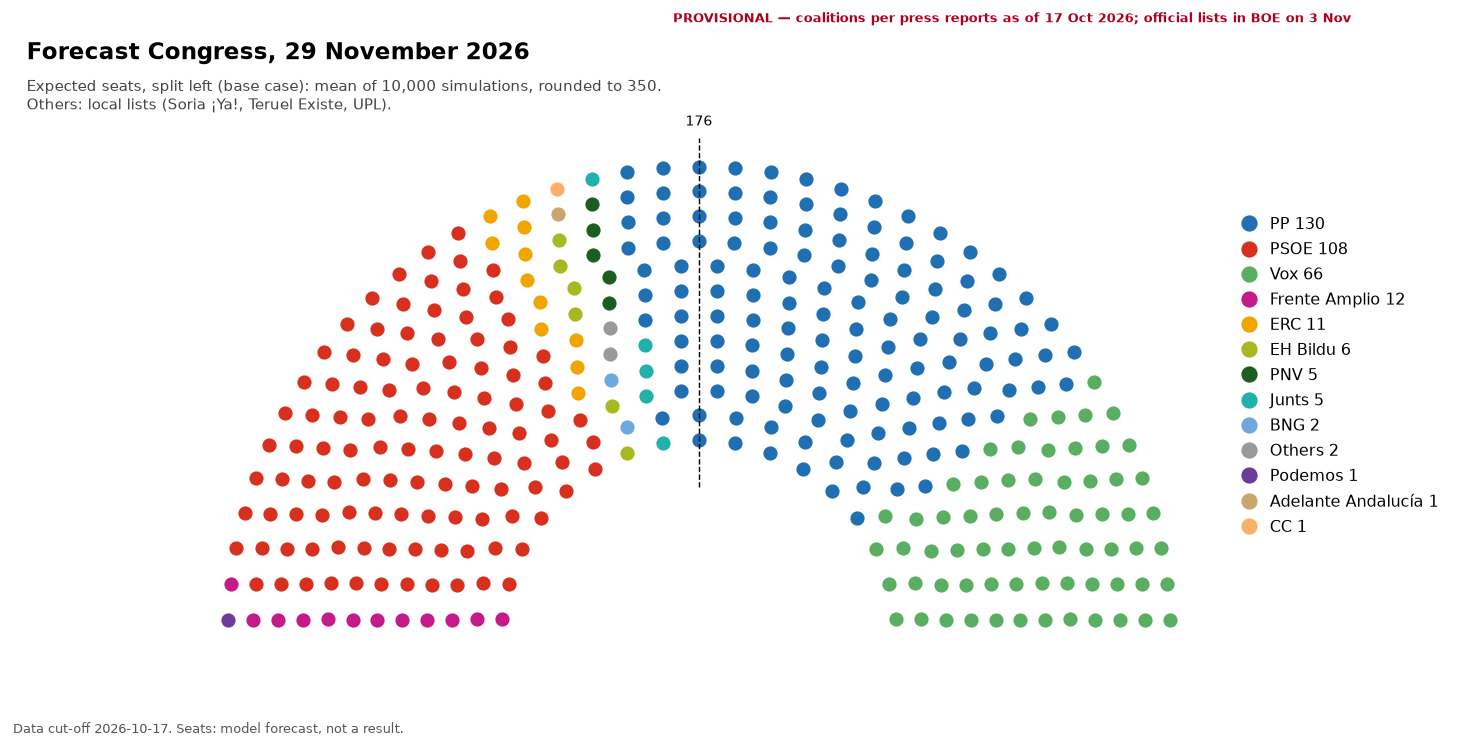 PROVISIONAL — coalitions per press reports as of 17 Oct 2026; official lists in BOE on 3 Nov
Forecast Congress, 29 November 2026
Expected seats, split left (base case): mean of 10,000 simulations, rounded to 350.
Others: local lists (Soria ¡Ya!, Teruel Existe, UPL).
176
PP 130
PSOE 108
Vox 66
Frente Amplio 12
ERC 11
EH Bildu 6
PNV 5
Junts 5
BNG 2
Others 2
Podemos 1
Adelante Andalucía 1
CC 1
Data cut-off 2026-10-17. Seats: model forecast, not a result.